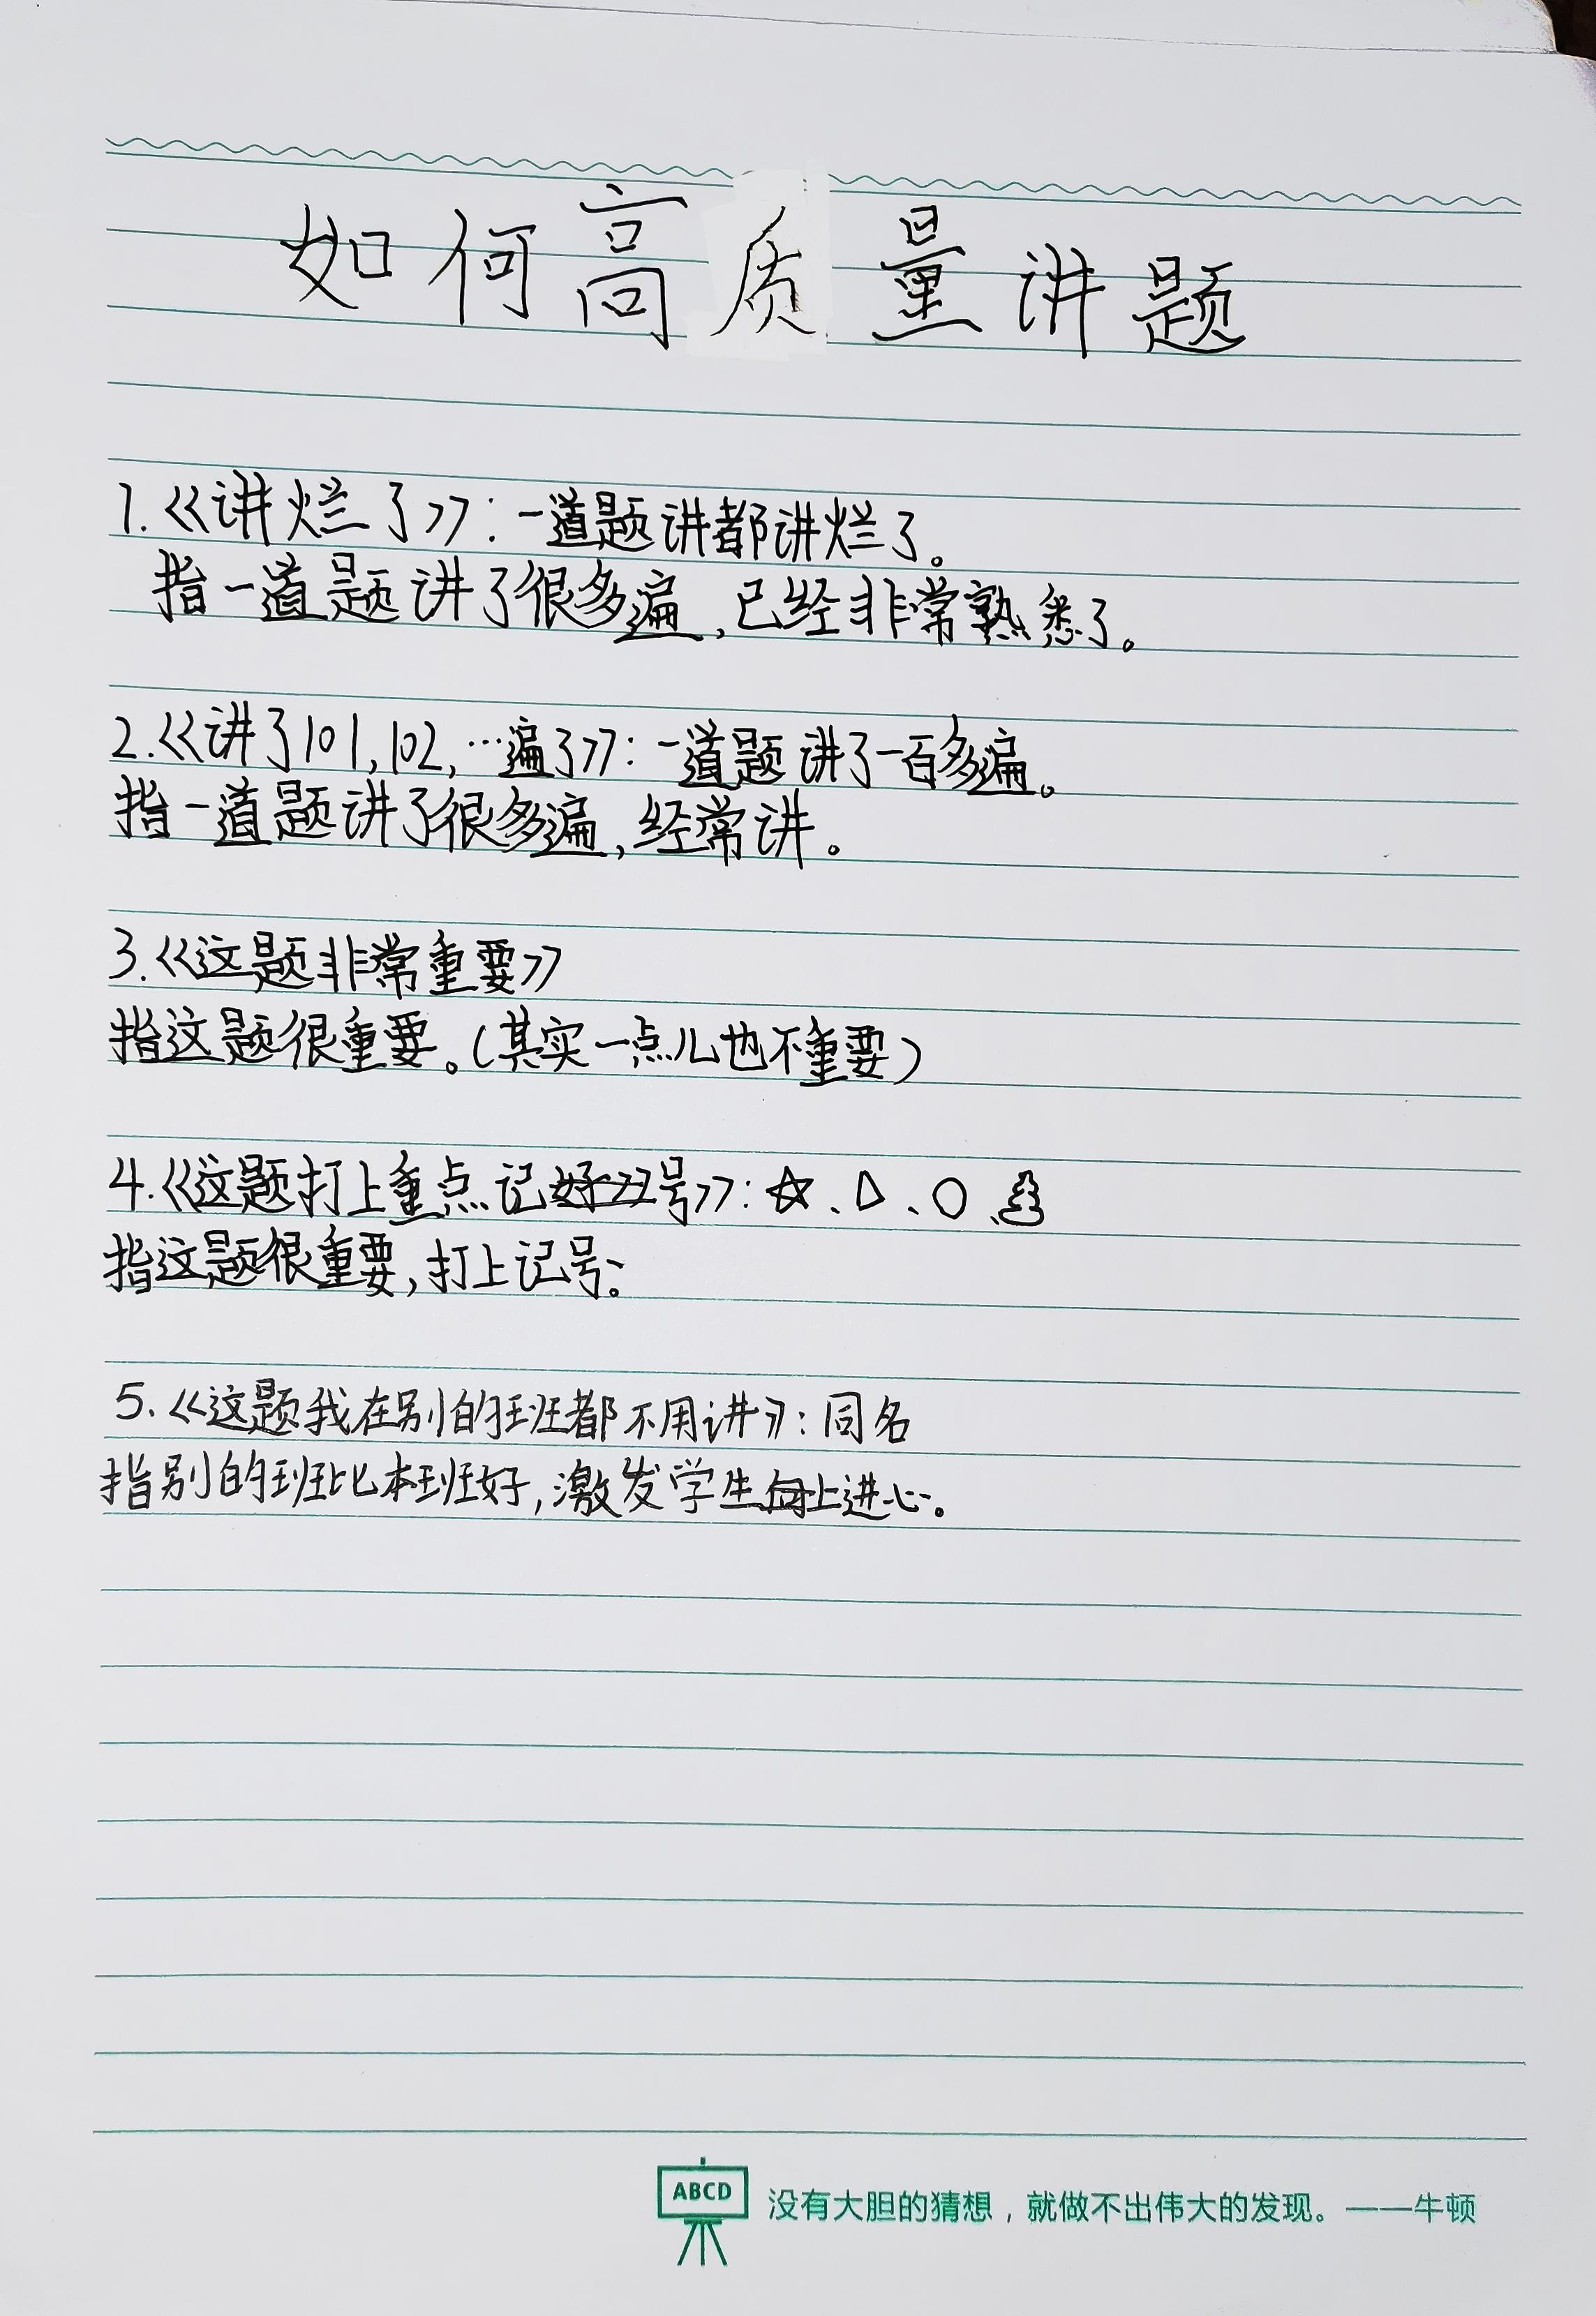 如何高质量讲题
1.《讲烂了》:一道题讲都讲烂了。
指一道题讲了很多遍,已经非常熟悉了。
2.《讲了101,102,…遍了》:一道题讲了一百多遍。
指一道题讲了很多遍,经常讲。
3.《这题非常重要》
指这题很重要。(其实一点儿也不重要)
4.《这题打上重点记号》:☆、△、○、
指这题很重要,打上记号。
5.《这题我在别的班都不用讲》:同名
指别的班比本班好,激发学生上进心。
ABCD
没有大胆的猜想,就做不出伟大的发现。——牛顿